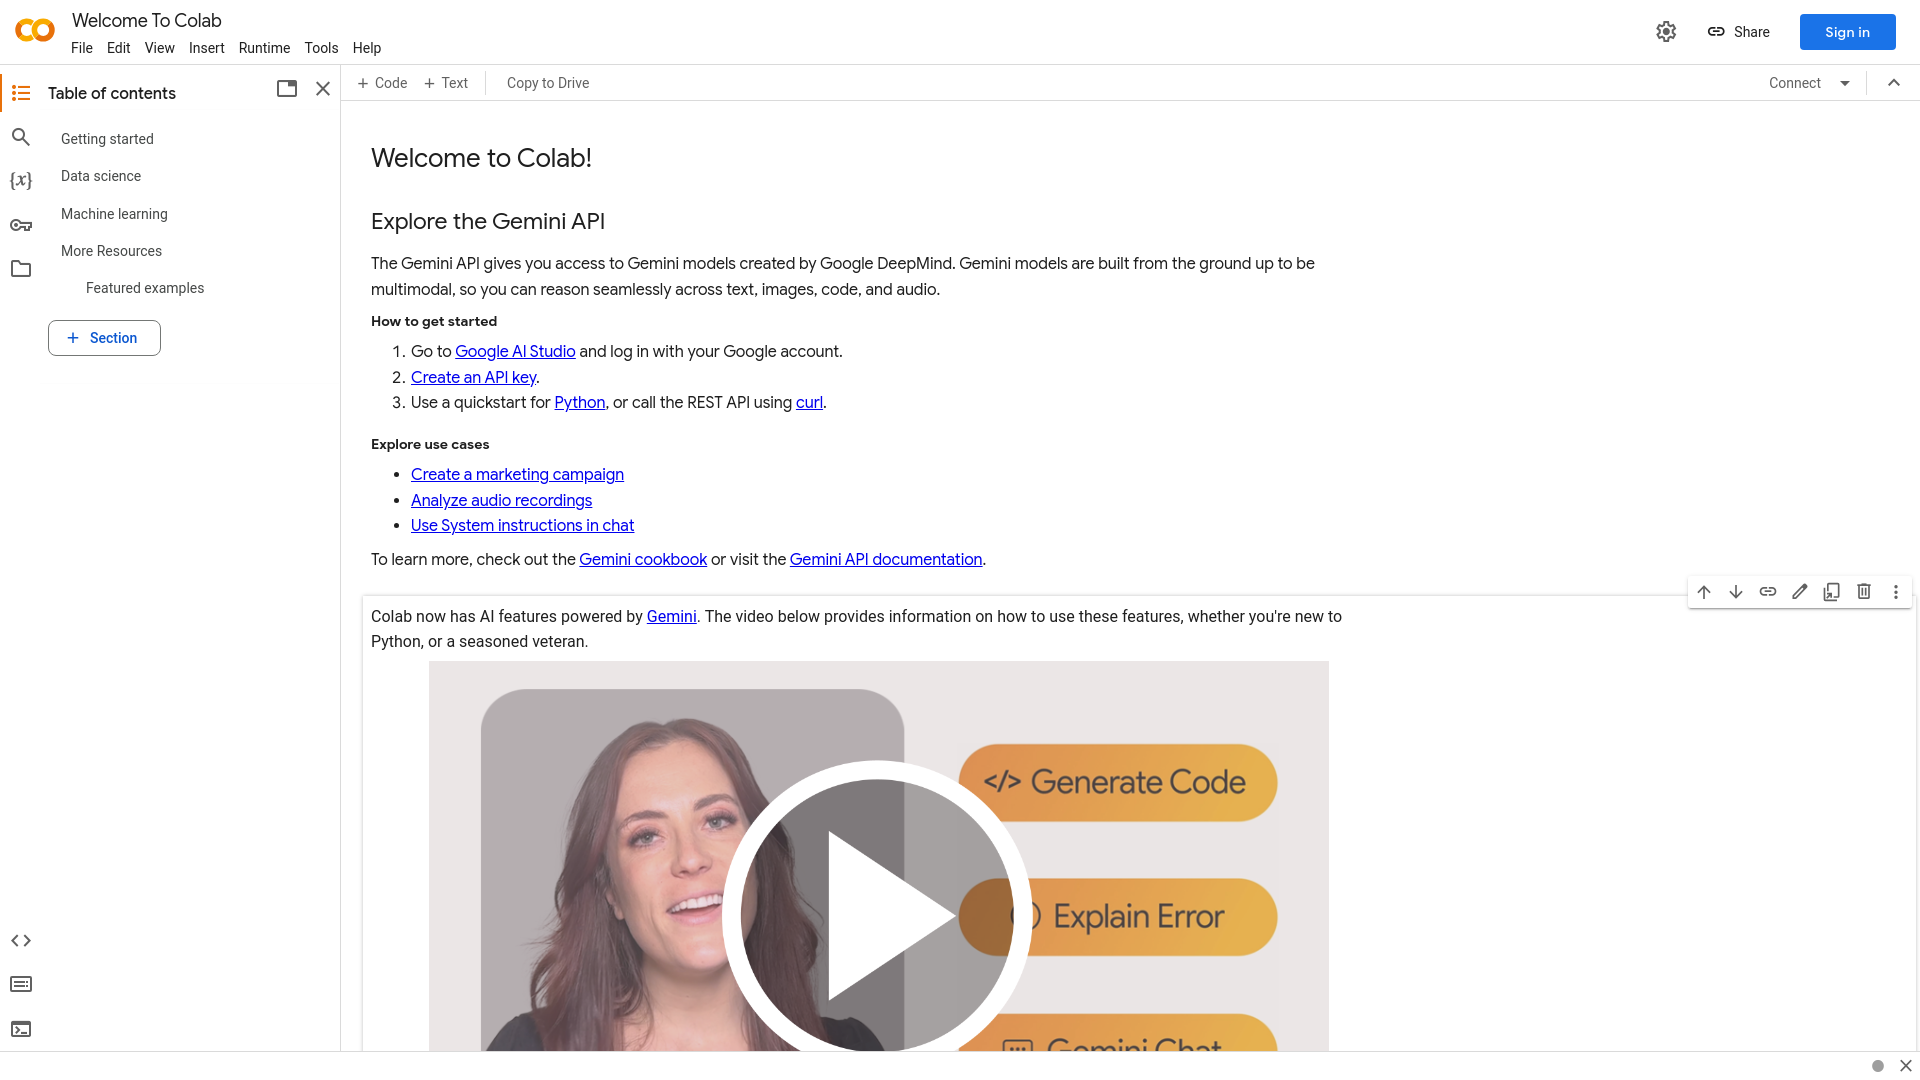 Welcome To Colab
File Edit View Insert Runtime Tools Help
Share
Sign in
Table of contents
Getting started
Data science
Machine learning
More Resources
Featured examples
+ Section
+ Code + Text Copy to Drive
Connect
Welcome to Colab!
Explore the Gemini API
The Gemini API gives you access to Gemini models created by Google DeepMind. Gemini models are built from the ground up to be
multimodal, so you can reason seamlessly across text, images, code, and audio.
How to get started
1. Go to Google AI Studio and log in with your Google account.
2. Create an API key.
3. Use a quickstart for Python, or call the REST API using curl.
Explore use cases
• Create a marketing campaign
• Analyze audio recordings
• Use System instructions in chat
To learn more, check out the Gemini cookbook or visit the Gemini API documentation.
Colab now has AI features powered by Gemini. The video below provides information on how to use these features, whether you're new to
Python, or a seasoned veteran.
</> Generate Code
Explain Error
Gemini Chat